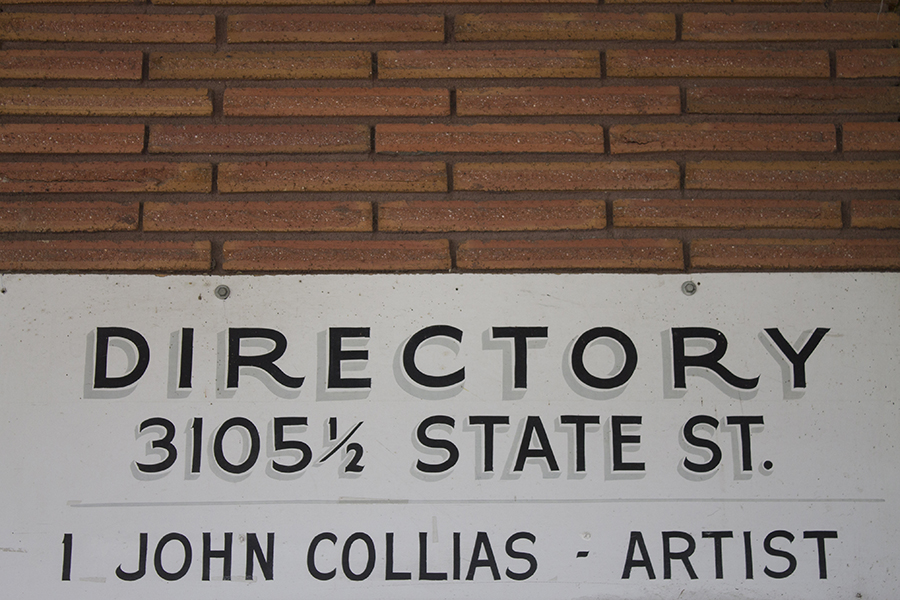 DIRECTORY
3105½ STATE ST.
1 JOHN COLLIAS - ARTIST